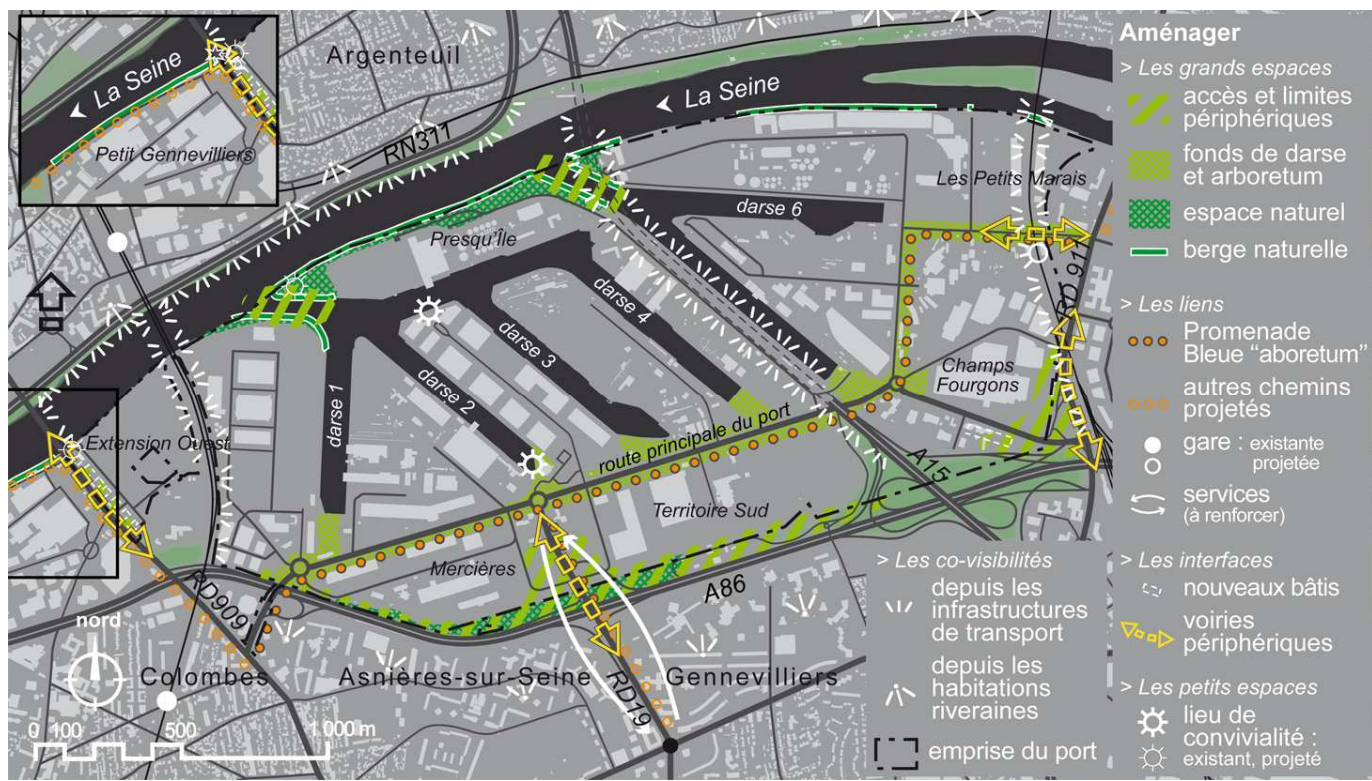 Argenteuil
La Seine
Petit Gennevilliers
La Seine
RN311
Les Petits Marais
darse 6
Presqu'Île
darse 4
darse 3
darse 2
darse 1
RD 911
Champs
Fourgons
Extension Ouest
route principale du port
A15
Territoire Sud
Mercières
A86
RD909
RD19
nord
Colombes
Asnières-sur-Seine
Gennevilliers
0 100 500 1 000 m
Aménager
> Les grands espaces
accès et limites
périphériques
fonds de darse
et arboretum
espace naturel
berge naturelle
> Les liens
Promenade
Bleue "aboretum"
autres chemins
projetés
gare : existante
projetée
services
(à renforcer)
> Les co-visibilités
depuis les
infrastructures
de transport
depuis les
habitations
riveraines
emprise du port
> Les interfaces
nouveaux bâtis
voiries
périphériques
> Les petits espaces
lieu de
convivialité :
existant, projeté